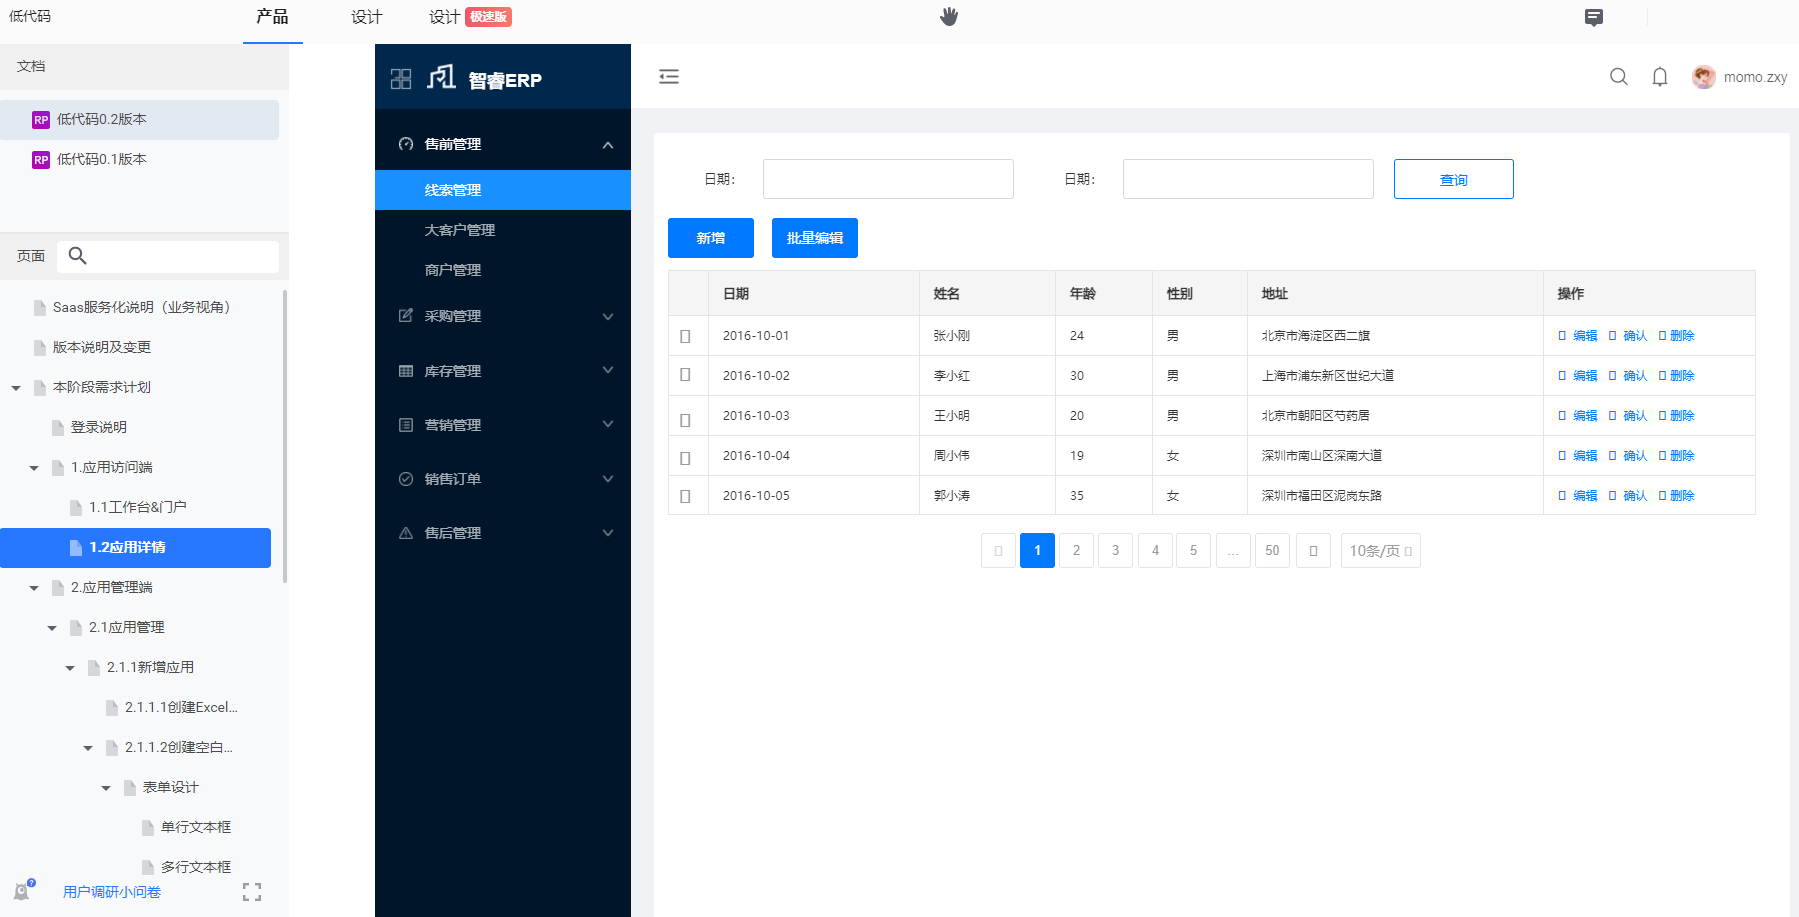 低代码
产品
设计
设计 极速版
文档
RP 低代码0.2版本
RP 低代码0.1版本
页面
Saas服务化说明（业务视角）
版本说明及变更
本阶段需求计划
登录说明
1.应用访问端
1.1工作台&门户
1.2应用详情
2.应用管理端
2.1应用管理
2.1.1新增应用
2.1.1.1创建Excel...
2.1.1.2创建空白...
表单设计
单行文本框
多行文本框
? 用户调研小问卷
智睿ERP
售前管理
线索管理
大客户管理
商户管理
采购管理
库存管理
营销管理
销售订单
售后管理
momo.zxy
日期： 日期： 查询
新增 批量编辑
日期 姓名 年龄 性别 地址 操作
2016-10-01 张小刚 24 男 北京市海淀区西二旗 编辑 确认 删除
2016-10-02 李小红 30 男 上海市浦东新区世纪大道 编辑 确认 删除
2016-10-03 王小明 20 男 北京市朝阳区芍药居 编辑 确认 删除
2016-10-04 周小伟 19 女 深圳市南山区深南大道 编辑 确认 删除
2016-10-05 郭小涛 35 女 深圳市福田区泥岗东路 编辑 确认 删除
1 2 3 4 5 ... 50 10条/页